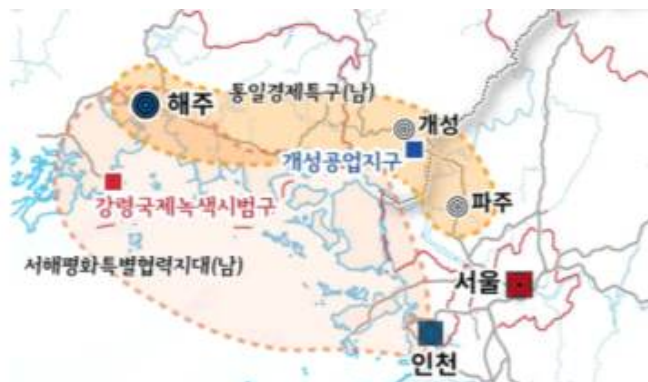 통일경제특구(남)
해주
개성
개성공업지구
강령국제녹색시범구
파주
서해평화특별협력지대(남)
서울
인천